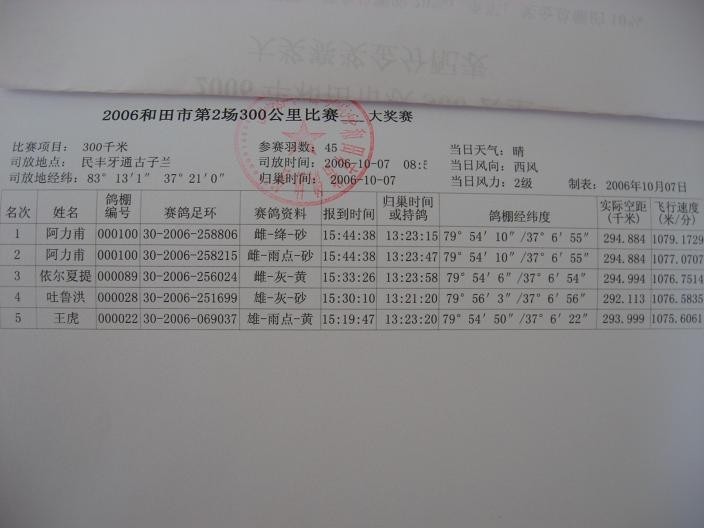 2006和田市第2场300公里比赛 大奖赛
比赛项目: 300千米 参赛羽数: 45 当日天气: 晴
司放地点: 民丰牙通古子兰 司放时间: 2006-10-07 08:5 当日风向: 西风
司放地经纬: 83° 13′1″ 37° 21′0″ 归巢时间: 2006-10-07 当日风力: 2级 制表: 2006年10月07日
名次 姓名 鸽棚编号 赛鸽足环 赛鸽资料 报到时间 归巢时间或持鸽 鸽棚经纬度 实际空距(千米) 飞行速度(米/分)
1 阿力甫 000100 30-2006-258806 雌-绛-砂 15:44:38 13:23:15 79° 54′ 10″ /37° 6′ 55″ 294.884 1079.1729
2 阿力甫 000100 30-2006-258215 雌-雨点-砂 15:44:38 13:23:47 79° 54′ 10″ /37° 6′ 55″ 294.884 1077.0707
3 依尔夏提 000089 30-2006-256024 雌-灰-黄 15:33:26 13:23:58 79° 54′ 6″ /37° 6′ 54″ 294.994 1076.7514
4 吐鲁洪 000028 30-2006-251699 雄-灰-砂 15:30:10 13:21:20 79° 56′ 3″ /37° 6′ 56″ 292.113 1076.5835
5 王虎 000022 30-2006-069037 雄-雨点-黄 15:19:47 13:23:20 79° 54′ 50″ /37° 6′ 22″ 293.999 1075.6061